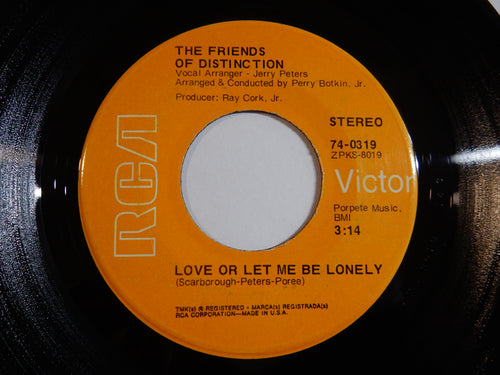 THE FRIENDS
OF DISTINCTION
Vocal Arranger - Jerry Peters
Arranged & Conducted by Perry Botkin, Jr.
Producer: Ray Cork, Jr.
STEREO
74-0319
ZPKS-8019
RCA
Victor
Porpete Music,
BMI
3:14
LOVE OR LET ME BE LONELY
(Scarborough-Peters-Poree)
TMK(s) ® REGISTERED • MARCA(s) REGISTRADA(s)
RCA CORPORATION—MADE IN U.S.A.